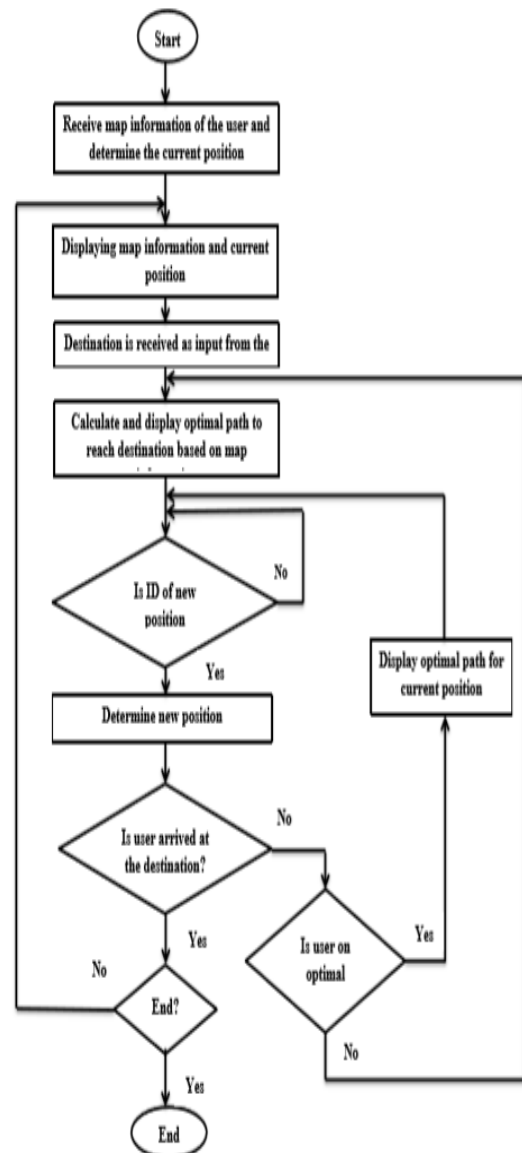 Start
Receive map information of the user and
determine the current position
Displaying map information and current
position
Destination is received as input from the
Calculate and display optimal path to
reach destination based on map
Is ID of new
position
No
Yes
Display optimal path for
current position
Determine new position
Is user arrived at
the destination?
No
Yes
Is user on
optimal
Yes
No
End?
No
Yes
End